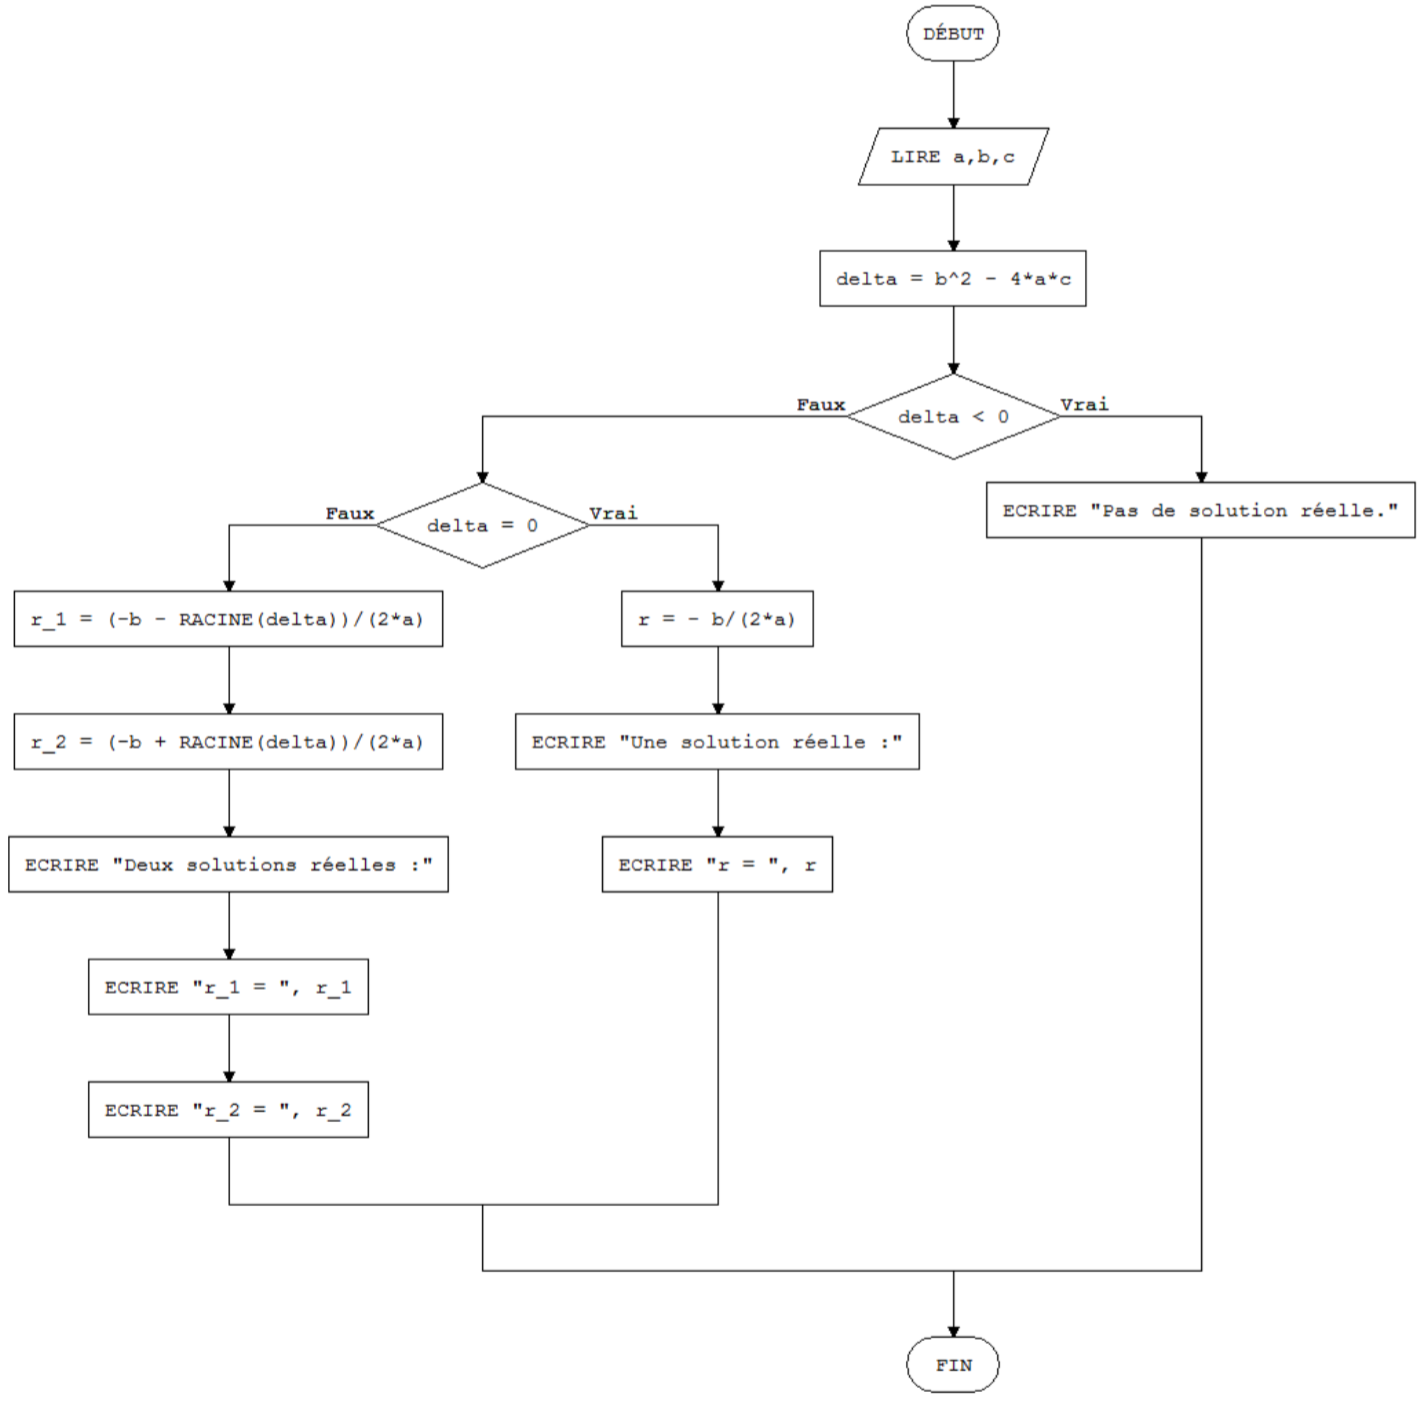 DÉBUT
LIRE a,b,c
delta = b^2 - 4*a*c
Faux
delta < 0
Vrai
ECRIRE "Pas de solution réelle."
Faux
delta = 0
Vrai
r_1 = (-b - RACINE(delta))/(2*a)
r_2 = (-b + RACINE(delta))/(2*a)
ECRIRE "Deux solutions réelles :"
ECRIRE "r_1 = ", r_1
ECRIRE "r_2 = ", r_2
r = - b/(2*a)
ECRIRE "Une solution réelle :"
ECRIRE "r = ", r
FIN